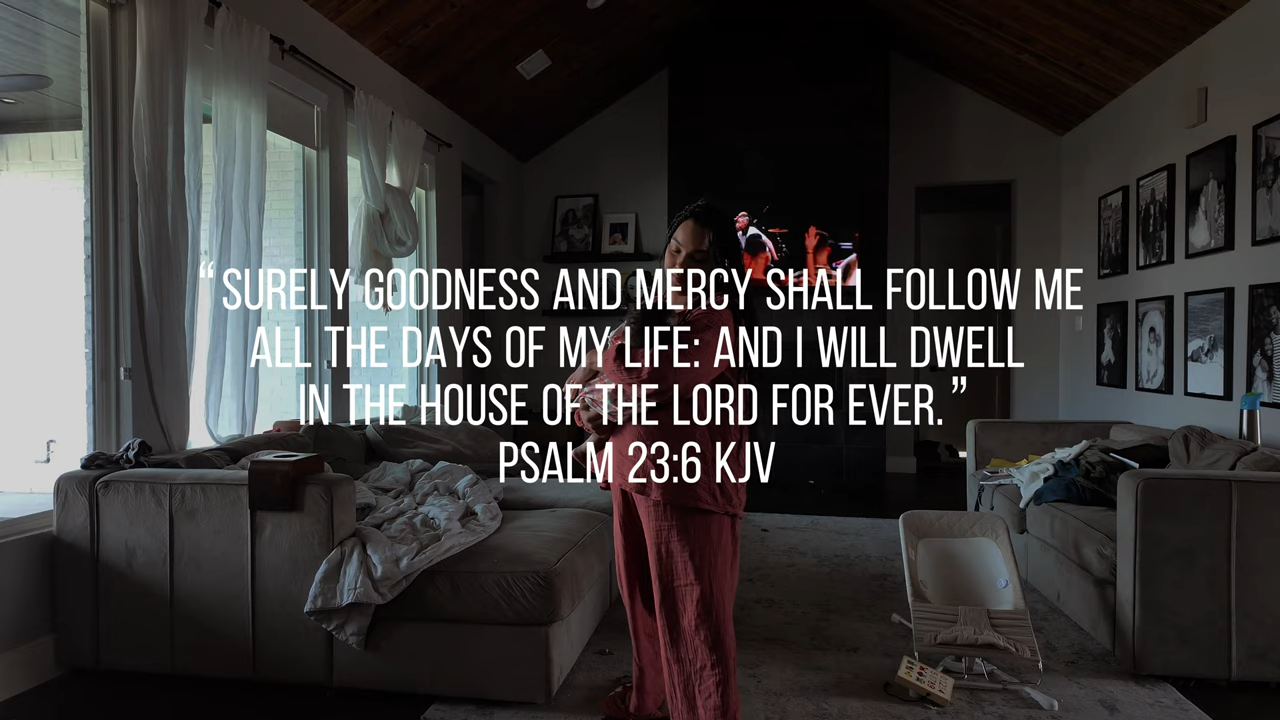 “SURELY GOODNESS AND MERCY SHALL FOLLOW ME
ALL THE DAYS OF MY LIFE: AND I WILL DWELL
IN THE HOUSE OF THE LORD FOR EVER.”
PSALM 23:6 KJV